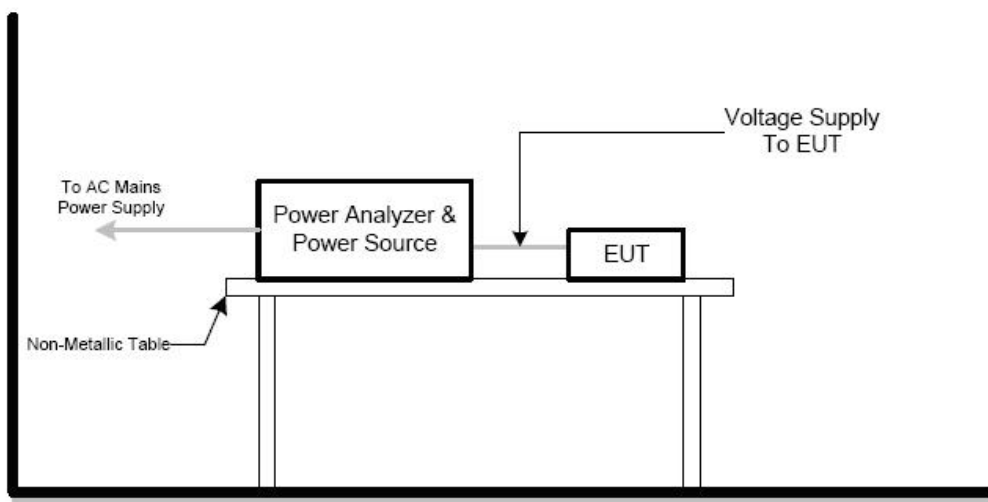 Voltage Supply
To EUT
To AC Mains
Power Supply
Power Analyzer &
Power Source
EUT
Non-Metallic Table